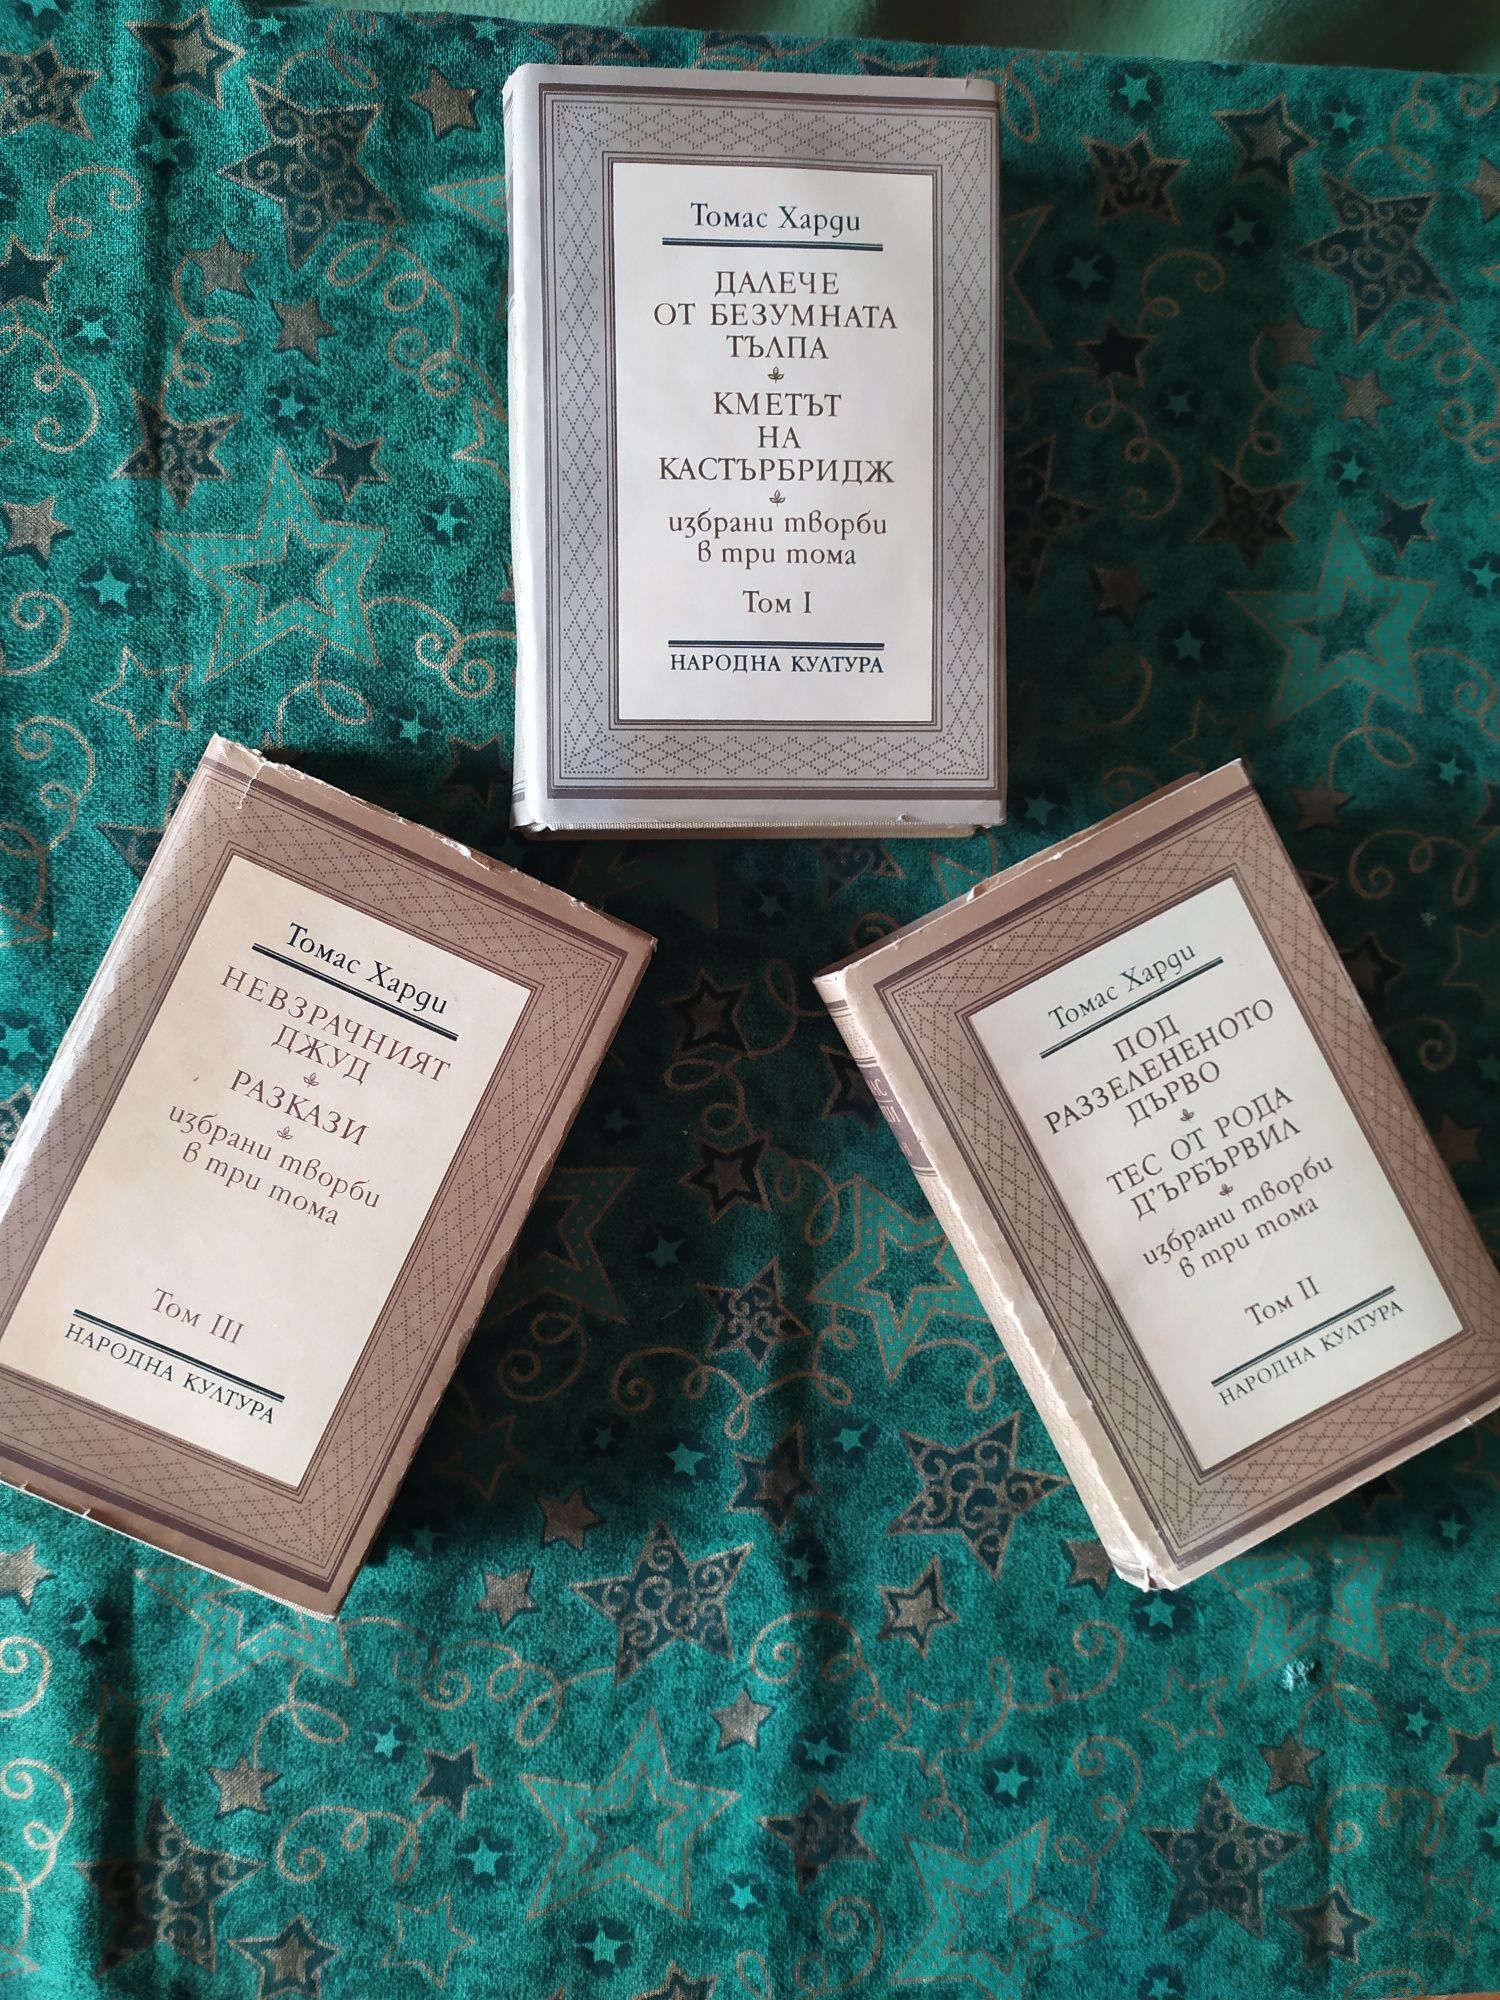 Томас Харди
ДАЛЕЧЕ
ОТ БЕЗУМНАТА
ТЪЛПА
КМЕТЪТ
НА
КАСТЪРБРИДЖ
избрани творби
в три тома
Том I
НАРОДНА КУЛТУРА
Томас Харди
НЕВЗРАЧНИЯТ
ДЖУД
РАЗКАЗИ
избрани творби
в три тома
Том III
НАРОДНА КУЛТУРА
Томас Харди
ПОД
РАЗЗЕЛЕНЕНОТО
ДЪРВО
ТЕС ОТ РОДА
Д'ЪРБЪРВИЛ
избрани творби
в три тома
Том II
НАРОДНА КУЛТУРА